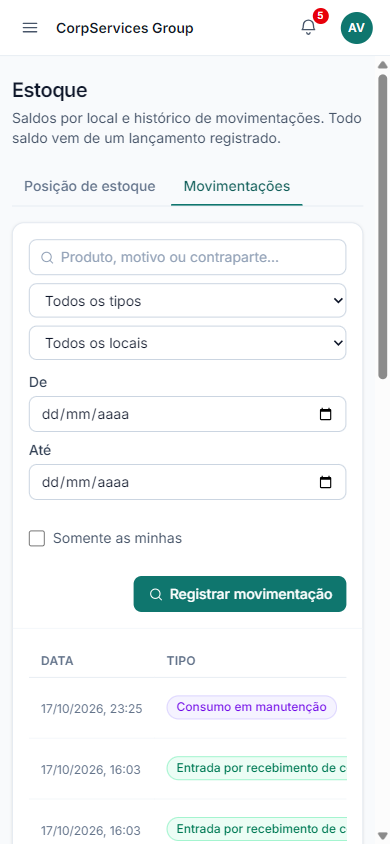 CorpServices Group
5
AV
Estoque
Saldos por local e histórico de movimentações. Todo
saldo vem de um lançamento registrado.
Posição de estoque
Movimentações
Produto, motivo ou contraparte...
Todos os tipos
Todos os locais
De
dd/mm/aaaa
Até
dd/mm/aaaa
Somente as minhas
Registrar movimentação
DATA
TIPO
17/10/2026, 23:25
Consumo em manutenção
17/10/2026, 16:03
Entrada por recebimento de c
17/10/2026, 16:03
Entrada por recebimento de c